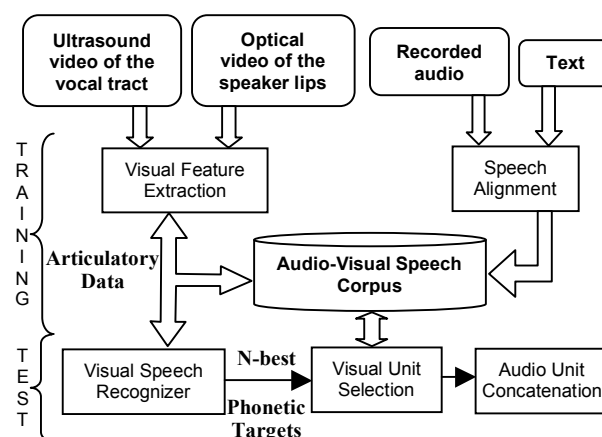 Ultrasound
video of the
vocal tract
Optical
video of the
speaker lips
Recorded
audio
Text
TRAINING
Visual Feature
Extraction
Speech
Alignment
Articulatory
Data
Audio-Visual Speech
Corpus
TEST
Visual Speech
Recognizer
N-best
Phonetic
Targets
Visual Unit
Selection
Audio Unit
Concatenation